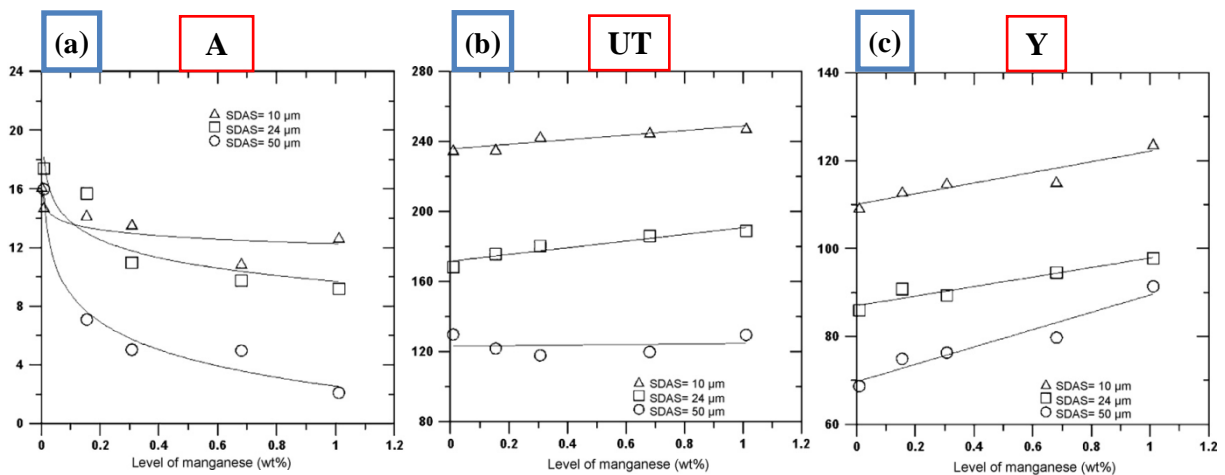 (a) A
24
20
16
12
8
4
0
SDAS= 10 µm
SDAS= 24 µm
SDAS= 50 µm
0 0.2 0.4 0.6 0.8 1 1.2
Level of manganese (wt%)
(b) UT
280
240
200
160
120
80
SDAS= 10 µm
SDAS= 24 µm
SDAS= 50 µm
0 0.2 0.4 0.6 0.8 1 1.2
Level of manganese (wt%)
(c) Y
140
120
100
80
60
SDAS= 10 µm
SDAS= 24 µm
SDAS= 50 µm
0 0.2 0.4 0.6 0.8 1 1.2
Level of manganese (wt%)